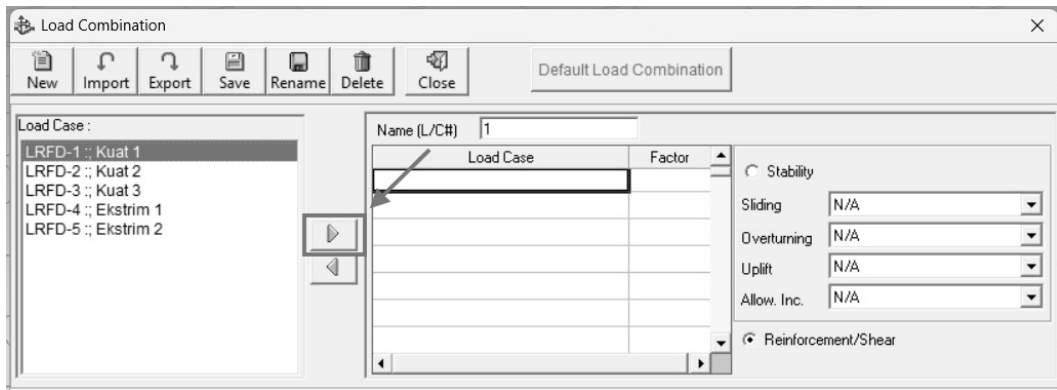 Load Combination
New Import Export Save Rename Delete Close Default Load Combination
Load Case :
LRFD-1 :; Kuat 1
LRFD-2 :; Kuat 2
LRFD-3 :; Kuat 3
LRFD-4 :; Ekstrim 1
LRFD-5 :; Ekstrim 2
Name (L/C#) 1
Load Case Factor
Stability
Sliding N/A
Overturning N/A
Uplift N/A
Allow. Inc. N/A
Reinforcement/Shear